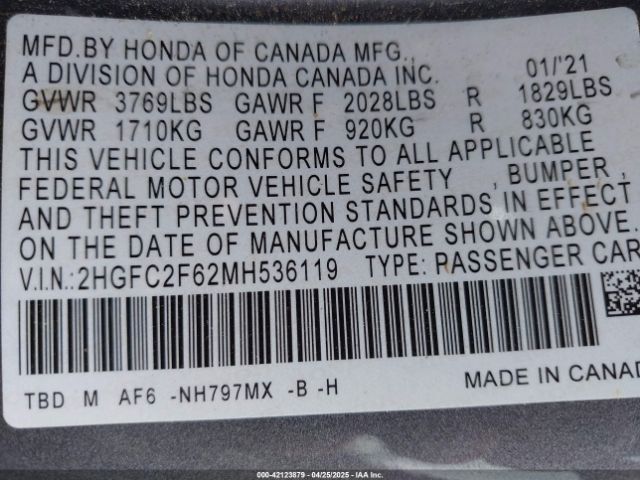 MFD.BY HONDA OF CANADA MFG.,
A DIVISION OF HONDA CANADA INC. 01/'21
GVWR 3769LBS GAWR F 2028LBS R 1829LBS
GVWR 1710KG GAWR F 920KG R 830KG
THIS VEHICLE CONFORMS TO ALL APPLICABLE
FEDERAL MOTOR VEHICLE SAFETY , BUMPER ,
AND THEFT PREVENTION STANDARDS, IN EFFECT
ON THE DATE OF MANUFACTURE SHOWN ABOVE.
V.I.N.:2HGFC2F62MH536119 TYPE: PASSENGER CAR
TBD M AF6 -NH797MX -B -H MADE IN CANAD
000-42123879 - 04/25/2025 - IAA Inc.